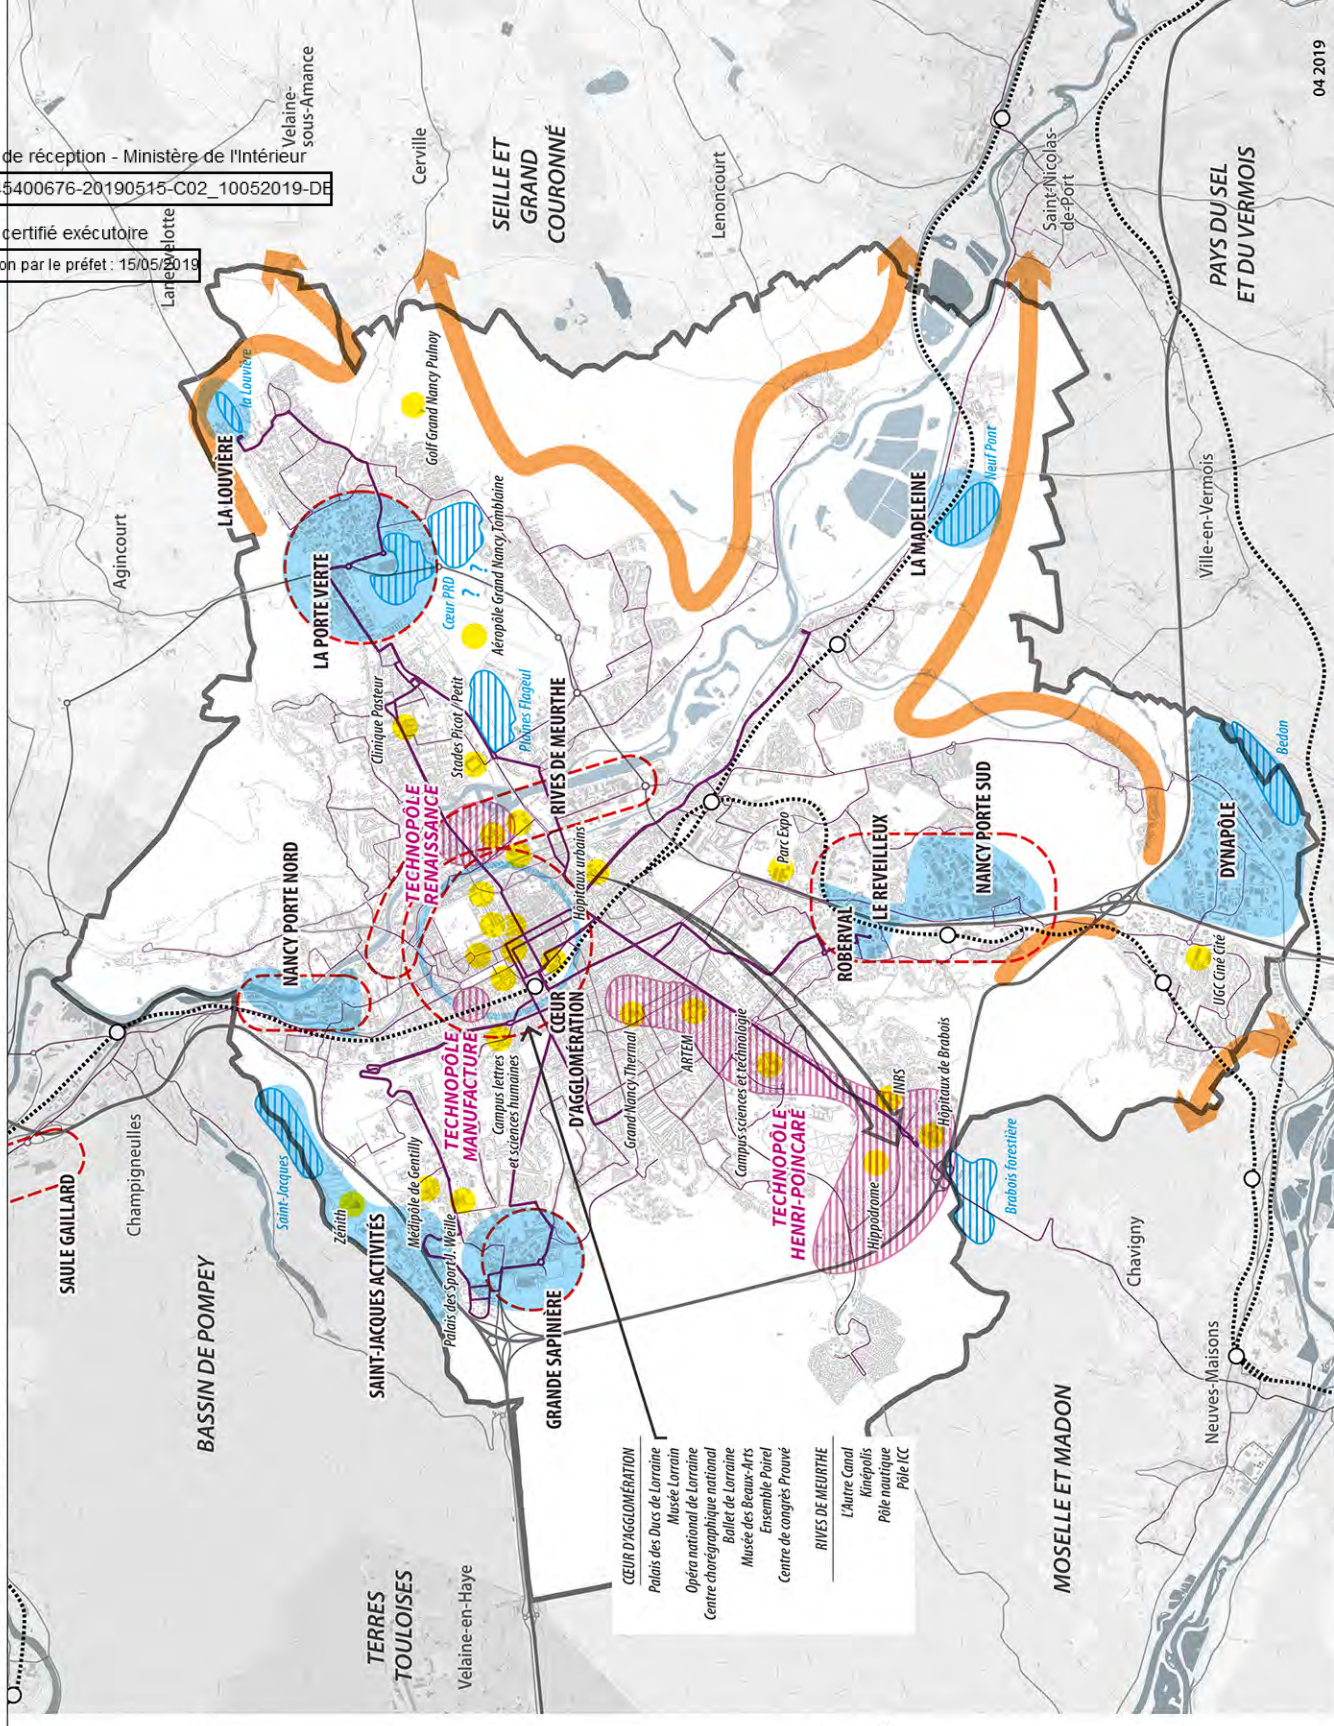 de réception - Ministère de l'Intérieur
5400676-20190515-C02_10052019-DE
certifié exécutoire
on par le préfet : 15/05/2019
Velaine-
sous-Amance
Cerville
Laneuvelotte
SEILLE ET
GRAND
COURONNÉ
Lenoncourt
Saint-Nicolas-
de-Port
PAYS DU SEL
ET DU VERMOIS
04 2019
Agincourt
la Louvière
LA LOUVIÈRE
Golf Grand Nancy Pulnoy
LA PORTE VERTE
Cœur PRD
? ?
Aéropôle Grand Nancy Tomblaine
Neuf Pont
LA MADELEINE
Ville-en-Vermois
Clinique Pasteur
Stades Picot /Petit
Plaines Flageul
RIVES DE MEURTHE
TECHNOPÔLE
RENAISSANCE
NANCY PORTE NORD
Hôpitaux urbains
Parc Expo
ROBERVAL
LE REVEILLEUX
NANCY PORTE SUD
DYNAPÔLE
Bedon
UGC Ciné Cité
CŒUR
D'AGGLOMÉRATION
TECHNOPÔLE
MANUFACTURE
Campus lettres
et sciences humaines
Grand Nancy Thermal
ARTEM
Campus sciences et technologie
INRS
Hôpitaux de Brabois
TECHNOPÔLE
HENRI-POINCARÉ
Hippodrome
Brabois forestière
Champigneulles
SAULE GAILLARD
Saint-Jacques
Zénith
SAINT-JACQUES ACTIVITÉS
Médipôle de Gentilly
Palais des Sport J. Weille
GRANDE SAPINIÈRE
BASSIN DE POMPEY
Chavigny
Neuves-Maisons
MOSELLE ET MADON
TERRES
TOULOISES
Velaine-en-Haye
CŒUR D'AGGLOMÉRATION
Palais des Ducs de Lorraine
Musée Lorrain
Opéra national de Lorraine
Centre chorégraphique national
Ballet de Lorraine
Musée des Beaux-Arts
Ensemble Poirel
Centre de congrès Prouvé
RIVES DE MEURTHE
L'Autre Canal
Kinépolis
Pôle nautique
Pôle ICC